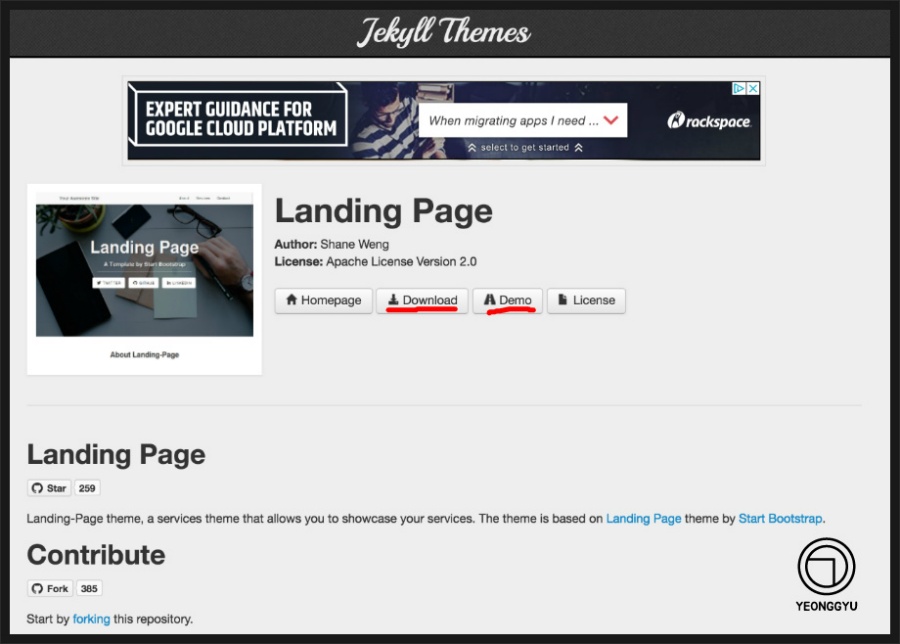 Jekyll Themes
EXPERT GUIDANCE FOR
GOOGLE CLOUD PLATFORM
When migrating apps I need ...
select to get started
rackspace
Landing Page
A Template by Start Bootstrap
TWITTER GITHUB LINKEDIN
About Landing-Page
Landing Page
Author: Shane Weng
License: Apache License Version 2.0
Homepage Download Demo License
Landing Page
Star 259
Landing-Page theme, a services theme that allows you to showcase your services. The theme is based on Landing Page theme by Start Bootstrap.
Contribute
Fork 385
Start by forking this repository.
YEONGGYU